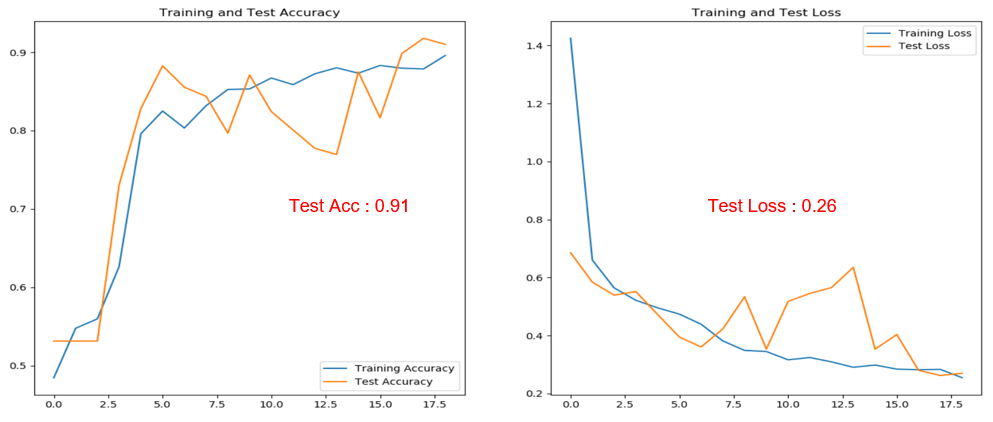 Training and Test Accuracy
0.9
0.8
0.7
0.6
0.5
Test Acc : 0.91
Training Accuracy
Test Accuracy
0.0 2.5 5.0 7.5 10.0 12.5 15.0 17.5
Training and Test Loss
Training Loss
Test Loss
1.4
1.2
1.0
0.8
0.6
0.4
0.2
Test Loss : 0.26
0.0 2.5 5.0 7.5 10.0 12.5 15.0 17.5